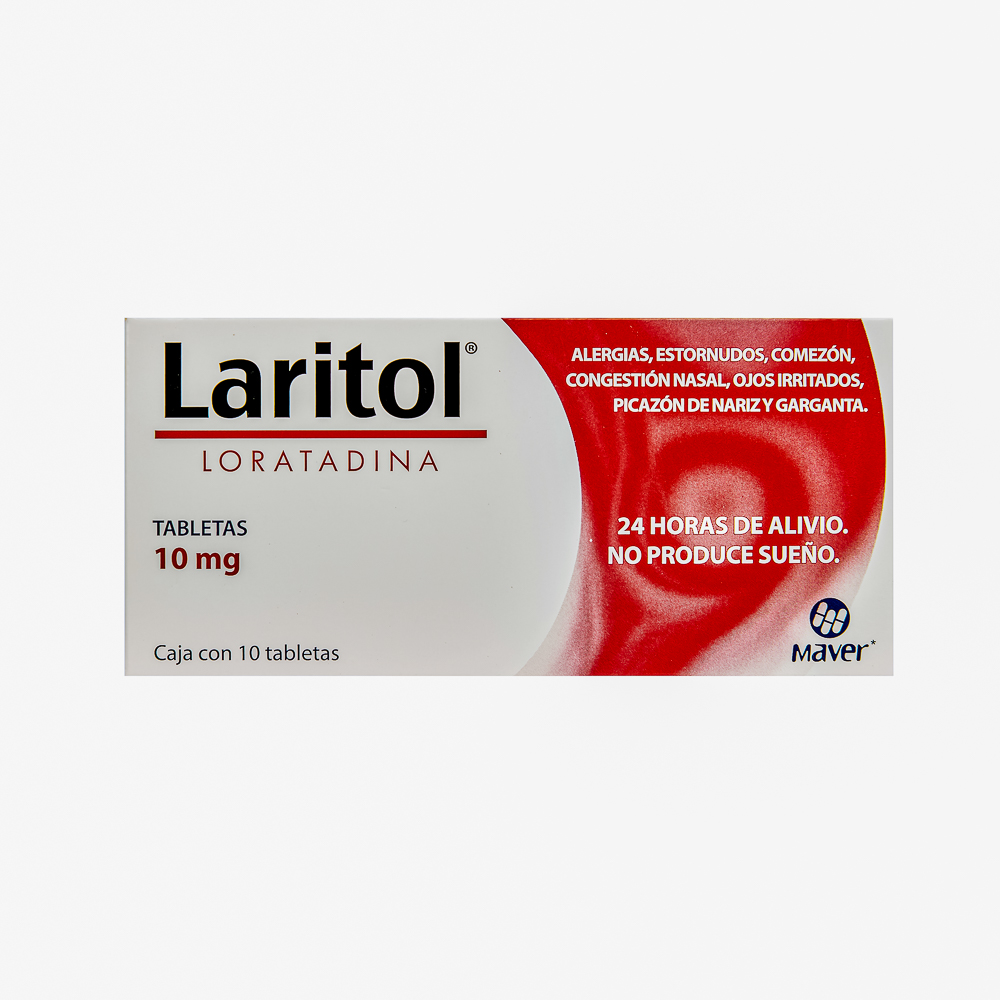 Laritol®
LORATADINA
TABLETAS
10 mg
Caja con 10 tabletas
ALERGIAS, ESTORNUDOS, COMEZÓN,
CONGESTIÓN NASAL, OJOS IRRITADOS,
PICAZÓN DE NARIZ Y GARGANTA.
24 HORAS DE ALIVIO.
NO PRODUCE SUEÑO.
Maver*